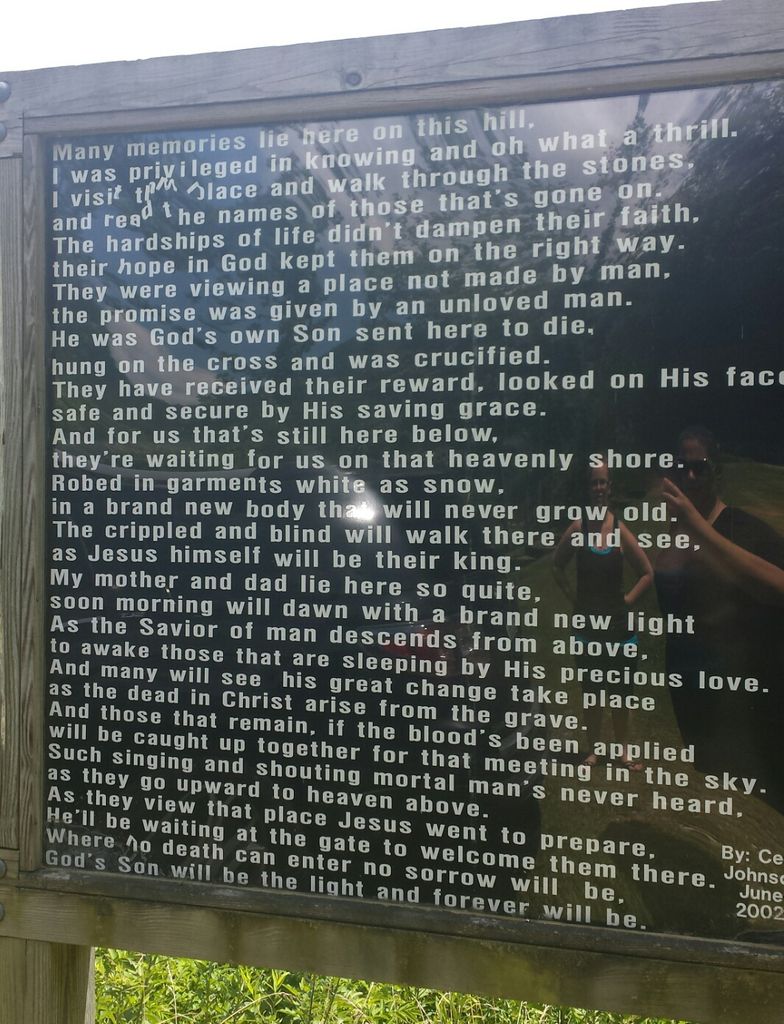 Many memories lie here on this hill,
I was privileged in knowing and oh what a thrill.
I visit place and walk through the stones,
and read the names of those that's gone on.
The hardships of life didn't dampen their faith,
their hope in God kept them on the right way.
They were viewing a place not made by man,
the promise was given by an unloved man.
He was God's own Son sent here to die,
hung on the cross and was crucified.
They have received their reward, looked on His face
safe and secure by His saving grace.
And for us that's still here below,
they're waiting for us on that heavenly shore.
Robed in garments white as snow,
in a brand new body that will never grow old.
The crippled and blind will walk there and see,
as Jesus himself will be their king.
My mother and dad lie here so quite,
soon morning will dawn with a brand new light
As the Savior of man descends from above,
to awake those that are sleeping by His precious love.
And many will see his great change take place
as the dead in Christ arise from the grave.
And those that remain, if the blood's been applied
will be caught up together for that meeting in the sky.
Such singing and shouting mortal man's never heard,
as they go upward to heaven above.
As they view that place Jesus went to prepare,
He'll be waiting at the gate to welcome them there.
Where no death can enter no sorrow will be,
God's Son will be the light and forever will be.
By: Ce
Johnso
June
2002